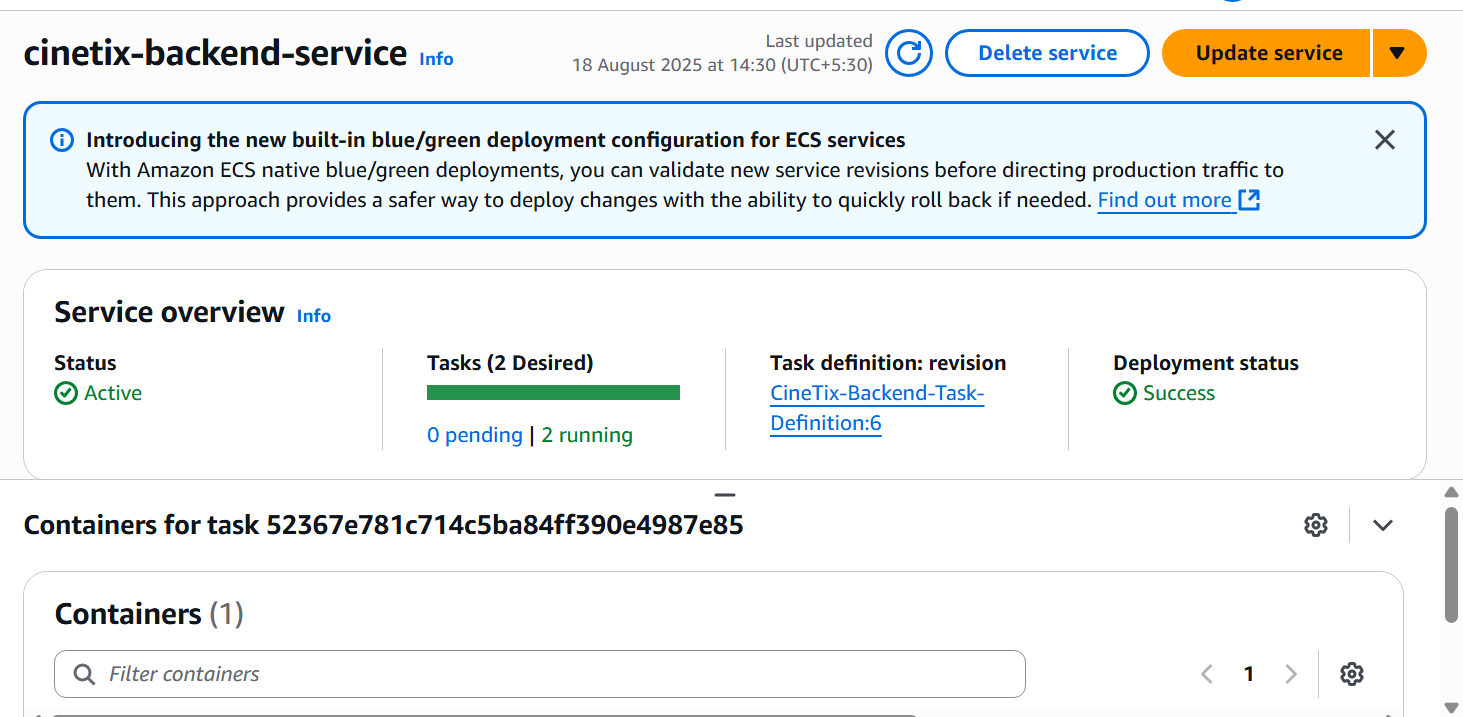 cinetix-backend-service Info
Last updated
18 August 2025 at 14:30 (UTC+5:30)
Delete service
Update service
Introducing the new built-in blue/green deployment configuration for ECS services
With Amazon ECS native blue/green deployments, you can validate new service revisions before directing production traffic to
them. This approach provides a safer way to deploy changes with the ability to quickly roll back if needed. Find out more
Service overview Info
Status
Active
Tasks (2 Desired)
0 pending | 2 running
Task definition: revision
CineTix-Backend-Task-
Definition:6
Deployment status
Success
Containers for task 52367e781c714c5ba84ff390e4987e85
Containers (1)
Filter containers
1